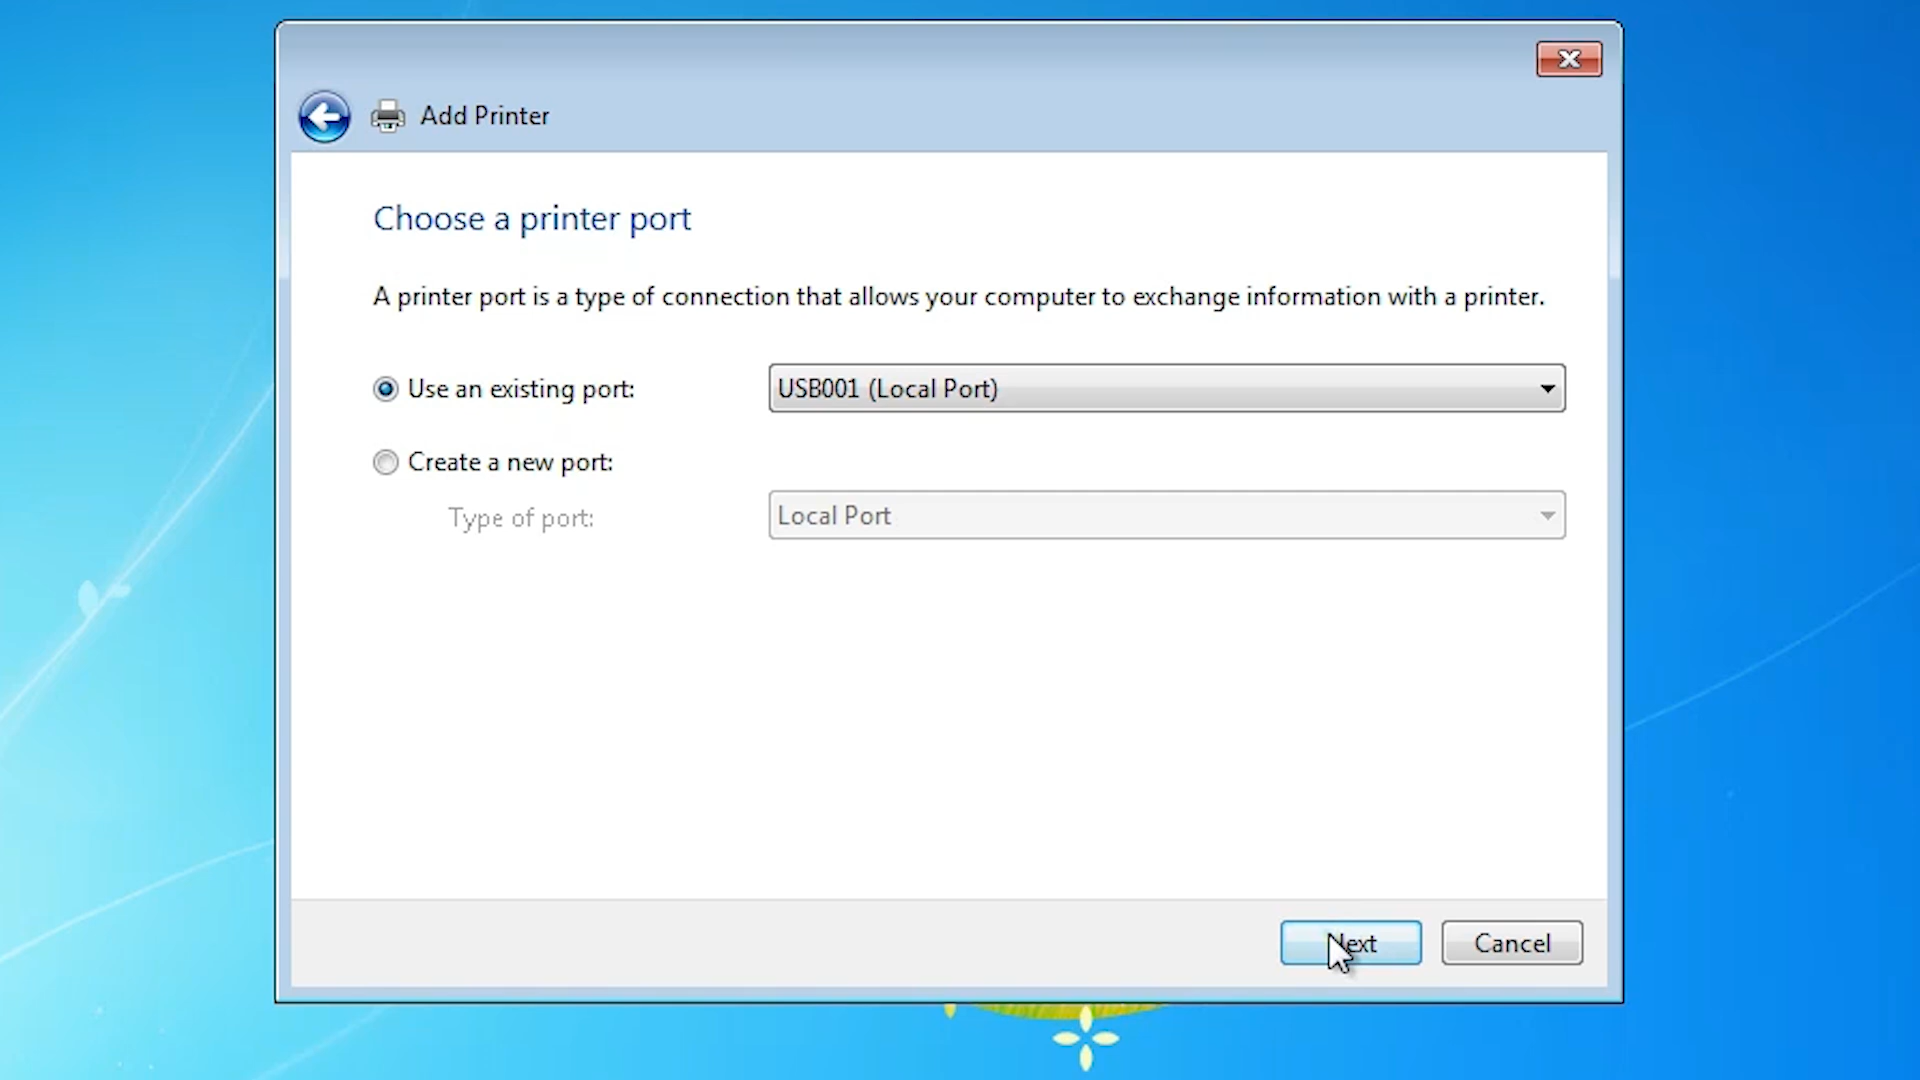 Add Printer
Choose a printer port
A printer port is a type of connection that allows your computer to exchange information with a printer.
Use an existing port:
USB001 (Local Port)
Create a new port:
Type of port:
Local Port
Next
Cancel